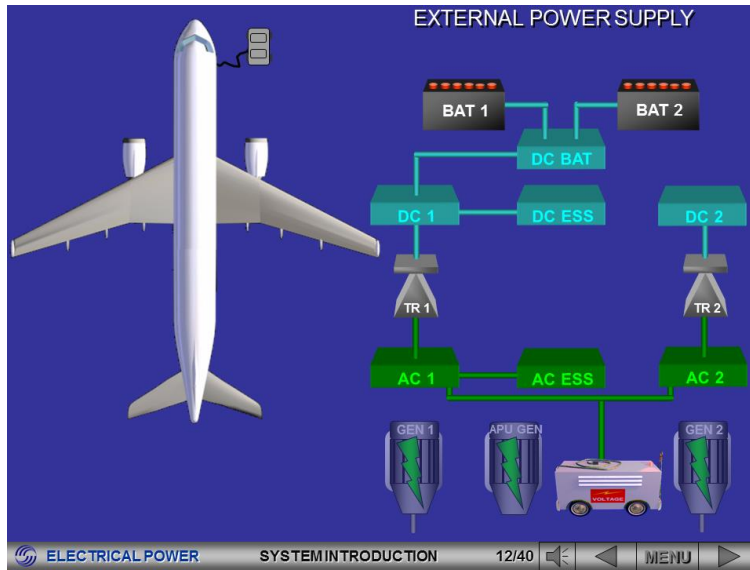 EXTERNAL POWER SUPPLY
BAT 1
BAT 2
DC BAT
DC 1
DC ESS
DC 2
TR 1
TR 2
AC 1
AC ESS
AC 2
GEN 1
APU GEN
GEN 2
VOLTAGE
ELECTRICAL POWER
SYSTEM INTRODUCTION
12/40
MENU